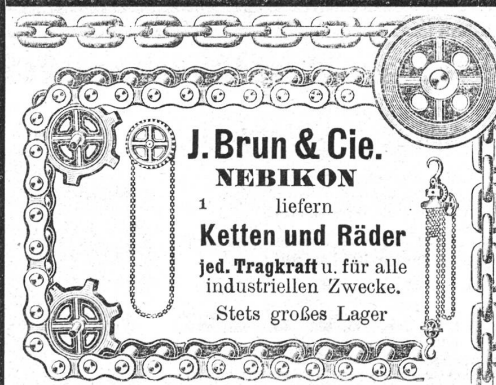 J. Brun & Cie.
NEBIKON
1 liefern
Ketten und Räder
jed. Tragkraft u. für alle
industriellen Zwecke.
Stets großes Lager